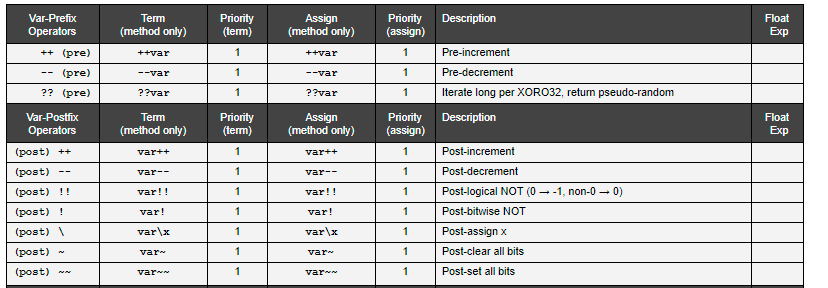 Var-Prefix Operators Term (method only) Priority (term) Assign (method only) Priority (assign) Description Float Exp
++ (pre) ++var 1 ++var 1 Pre-increment
-- (pre) --var 1 --var 1 Pre-decrement
?? (pre) ??var 1 ??var 1 Iterate long per XORO32, return pseudo-random
Var-Postfix Operators Term (method only) Priority (term) Assign (method only) Priority (assign) Description Float Exp
(post) ++ var++ 1 var++ 1 Post-increment
(post) -- var-- 1 var-- 1 Post-decrement
(post) !! var!! 1 var!! 1 Post-logical NOT (0 → -1, non-0 → 0)
(post) ! var! 1 var! 1 Post-bitwise NOT
(post) \ var\x 1 var\x 1 Post-assign x
(post) ~ var~ 1 var~ 1 Post-clear all bits
(post) ~~ var~~ 1 var~~ 1 Post-set all bits